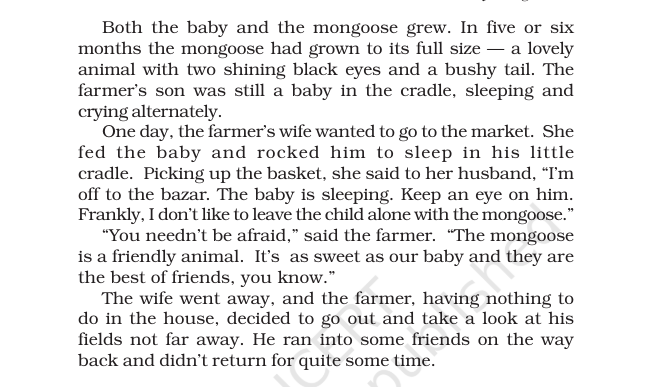 Both the baby and the mongoose grew. In five or six
months the mongoose had grown to its full size — a lovely
animal with two shining black eyes and a bushy tail. The
farmer's son was still a baby in the cradle, sleeping and
crying alternately.
One day, the farmer's wife wanted to go to the market. She
fed the baby and rocked him to sleep in his little
cradle. Picking up the basket, she said to her husband, “I'm
off to the bazar. The baby is sleeping. Keep an eye on him.
Frankly, I don't like to leave the child alone with the mongoose.”
“You needn't be afraid,” said the farmer. “The mongoose
is a friendly animal. It's as sweet as our baby and they are
the best of friends, you know.”
The wife went away, and the farmer, having nothing to
do in the house, decided to go out and take a look at his
fields not far away. He ran into some friends on the way
back and didn't return for quite some time.